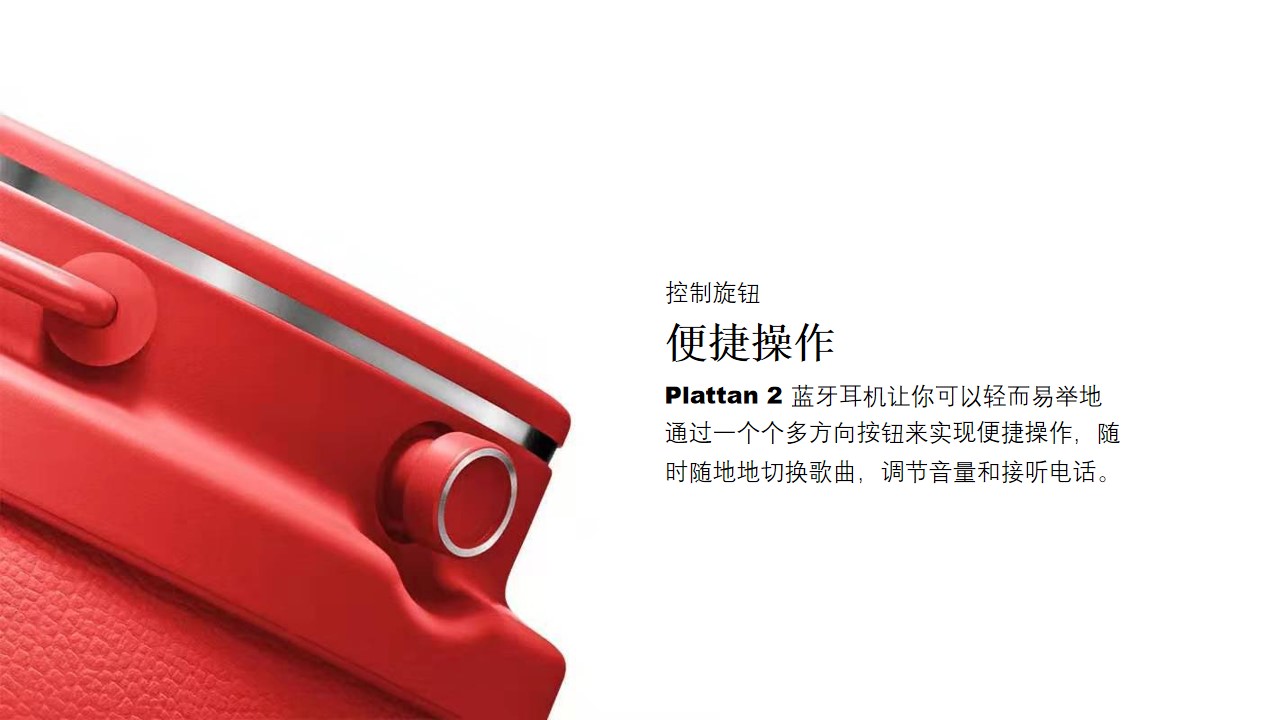 控制旋钮
便捷操作
Plattan 2 蓝牙耳机让你可以轻而易举地
通过一个个多方向按钮来实现便捷操作，随
时随地地切换歌曲，调节音量和接听电话。